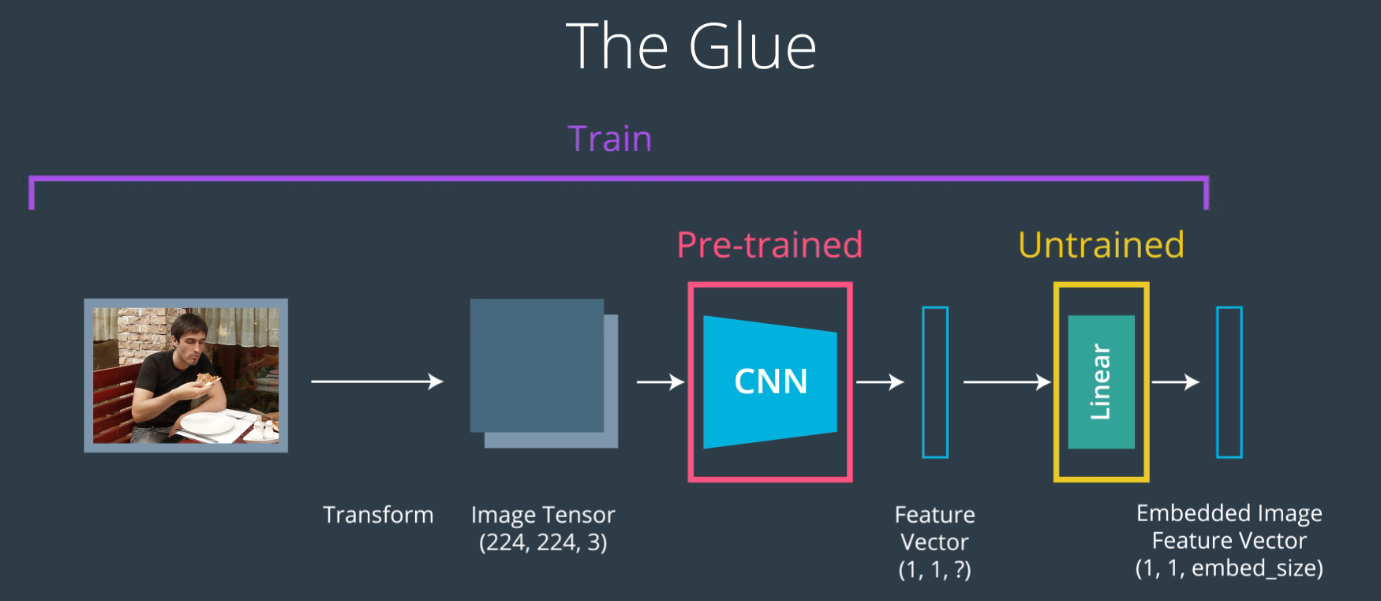 The Glue
Train
Pre-trained
Untrained
CNN
Linear
Transform
Image Tensor
(224, 224, 3)
Feature
Vector
(1, 1, ?)
Embedded Image
Feature Vector
(1, 1, embed_size)